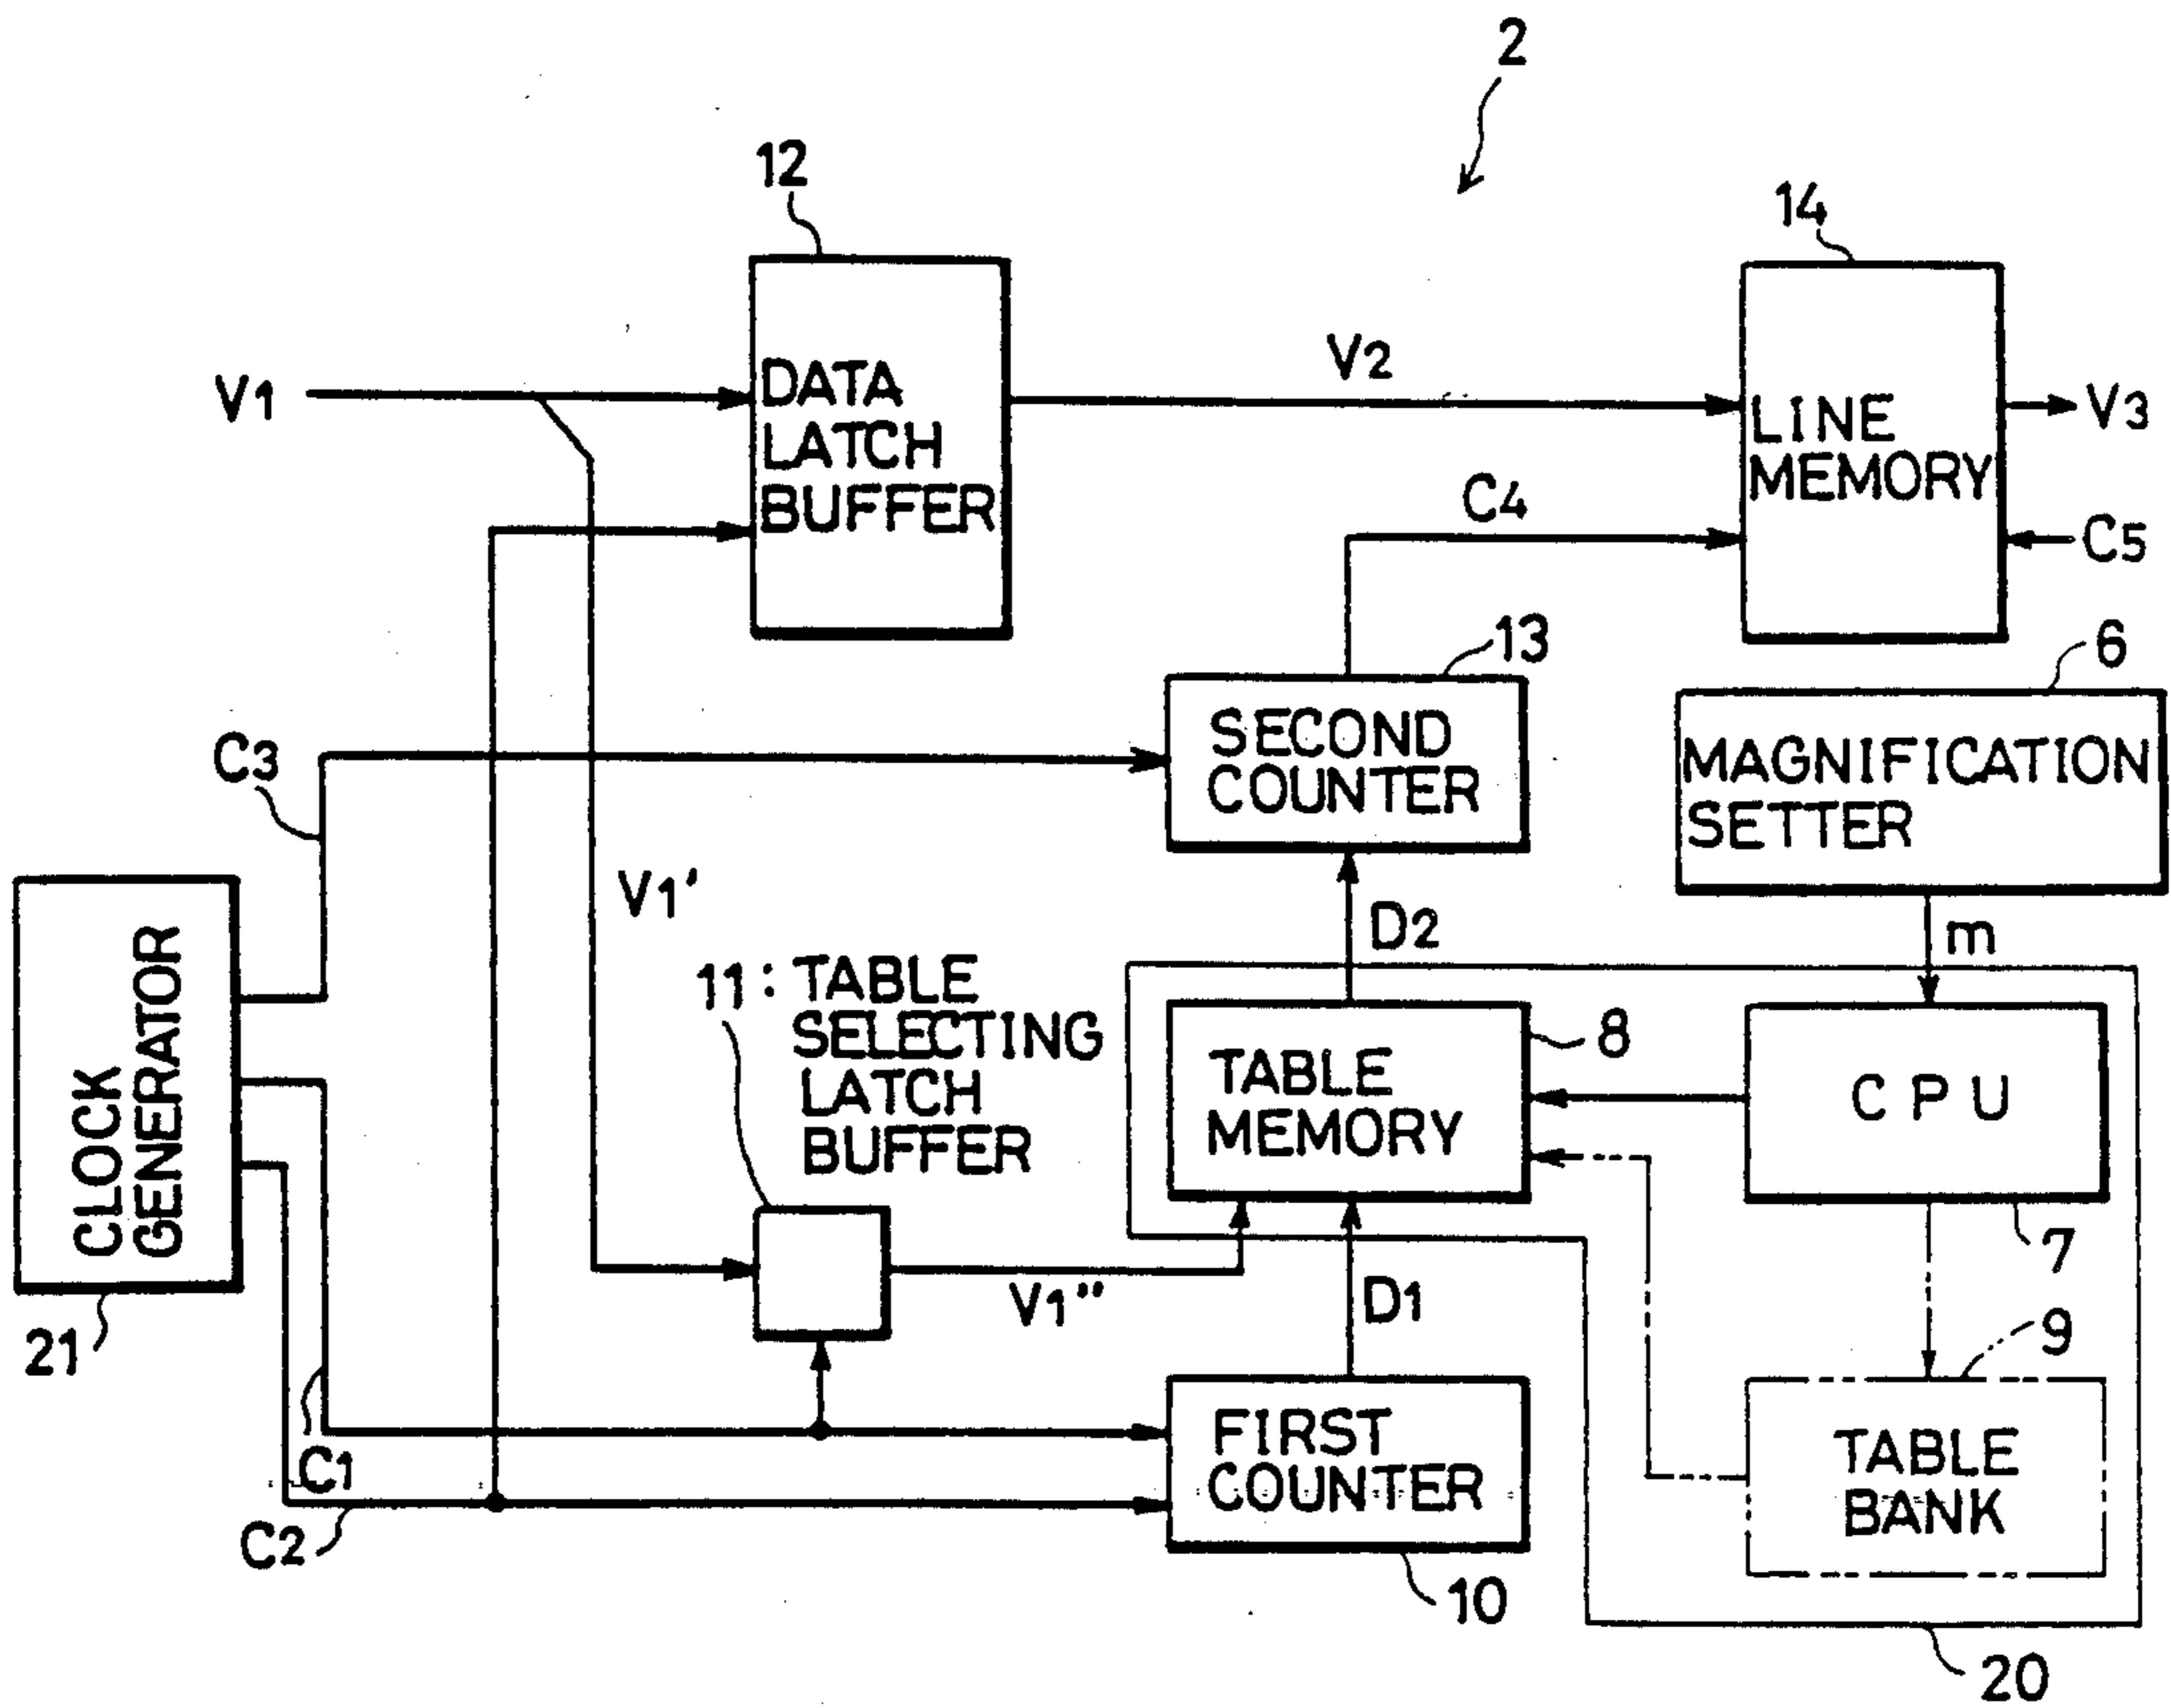 2
12
14
V1
DATA
LATCH
BUFFER
V2
LINE
MEMORY
V3
C4
C5
13
6
C3
SECOND
COUNTER
MAGNIFICATION
SETTER
V1'
D2
m
CLOCK
GENERATOR
11: TABLE
SELECTING
LATCH
BUFFER
TABLE
MEMORY
8
CPU
7
V1"
D1
9
21
C1
C2
FIRST
COUNTER
TABLE
BANK
10
20